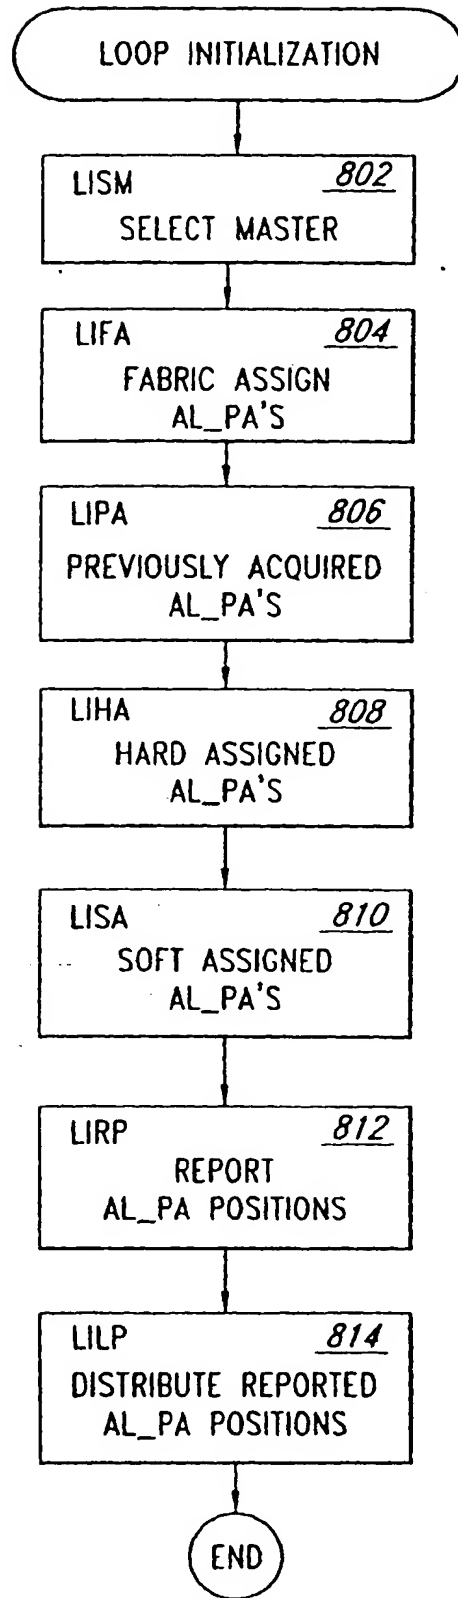 LOOP INITIALIZATION
LISM 802
SELECT MASTER
LIFA 804
FABRIC ASSIGN
AL_PA'S
LIPA 806
PREVIOUSLY ACQUIRED
AL_PA'S
LIHA 808
HARD ASSIGNED
AL_PA'S
LISA 810
SOFT ASSIGNED
AL_PA'S
LIRP 812
REPORT
AL_PA POSITIONS
LILP 814
DISTRIBUTE REPORTED
AL_PA POSITIONS
END